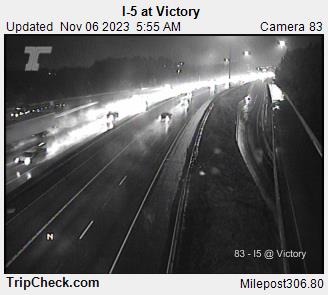 I-5 at Victory
Updated Nov 06 2023 5:55 AM Camera 83
T
N
83 - I5 @ Victory
TripCheck.com Milepost306.80